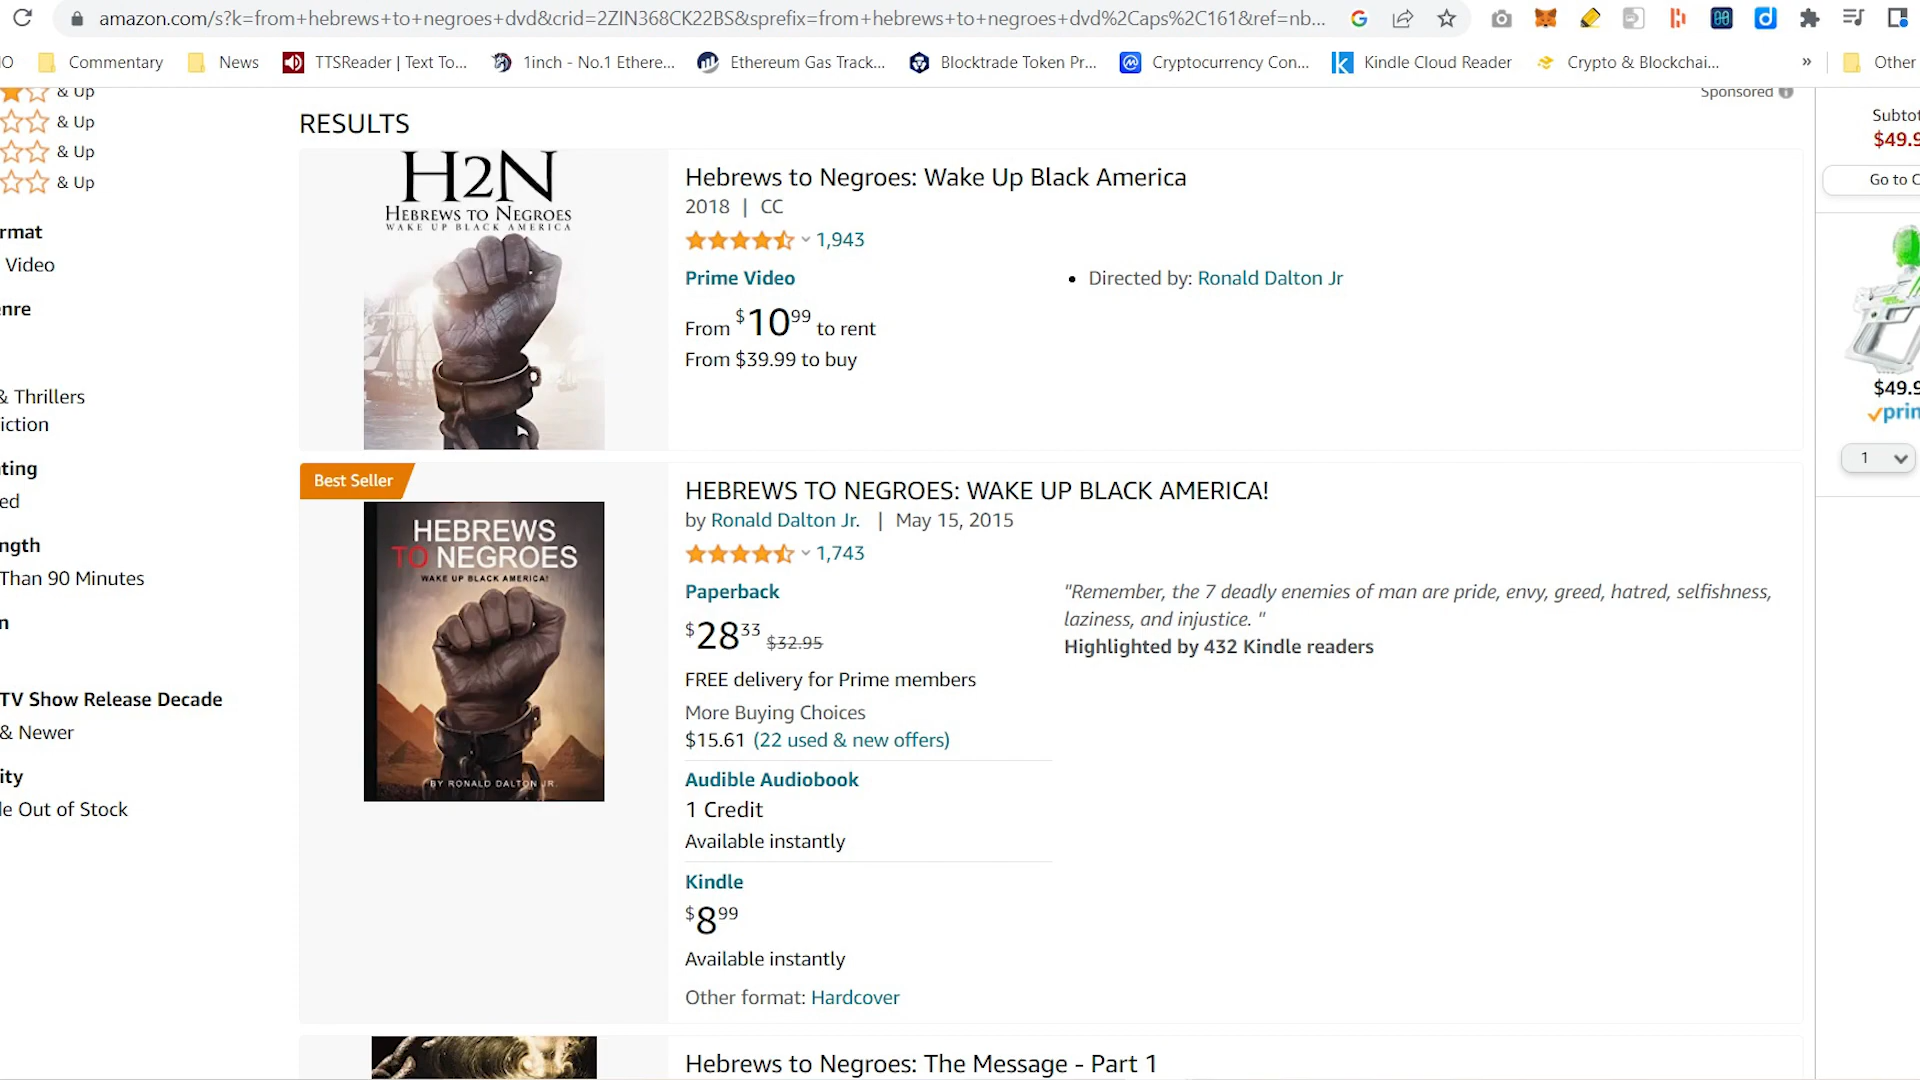 amazon.com/s?k=from+hebrews+to+negroes+dvd&crid=2ZIN368CK22BS&sprefix=from+hebrews+to+negroes+dvd%2Caps%2C161&ref=nb...
O Commentary News TTSReader | Text To... 1inch - No.1 Ethere... Ethereum Gas Track... Blocktrade Token Pr... Cryptocurrency Con... Kindle Cloud Reader Crypto & Blockchai... » Other
& Up
Sponsored
& Up
& Up
& Up
rmat
Video
enre
& Thrillers
iction
ting
ed
ngth
Than 90 Minutes
n
TV Show Release Decade
& Newer
ity
le Out of Stock
RESULTS
H2N
HEBREWS TO NEGROES
WAKE UP BLACK AMERICA
Hebrews to Negroes: Wake Up Black America
2018 | CC
1,943
Prime Video
• Directed by: Ronald Dalton Jr
From $10 99 to rent
From $39.99 to buy
Best Seller
HEBREWS
TO NEGROES
WAKE UP BLACK AMERICA!
BY RONALD DALTON JR.
HEBREWS TO NEGROES: WAKE UP BLACK AMERICA!
by Ronald Dalton Jr. | May 15, 2015
1,743
Paperback
$28 33 $32.95
FREE delivery for Prime members
More Buying Choices
$15.61 (22 used & new offers)
"Remember, the 7 deadly enemies of man are pride, envy, greed, hatred, selfishness,
laziness, and injustice. "
Highlighted by 432 Kindle readers
Audible Audiobook
1 Credit
Available instantly
Kindle
$8 99
Available instantly
Other format: Hardcover
Hebrews to Negroes: The Message - Part 1
Subtot
$49.9
Go to C
$49.9
prin
1